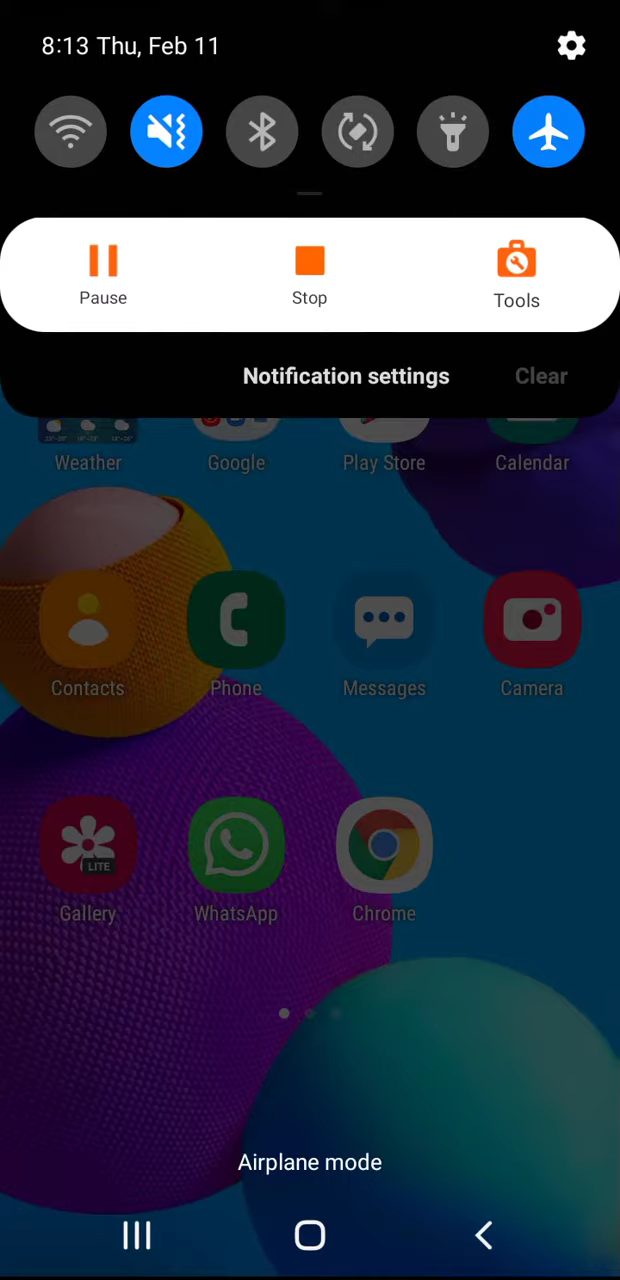 8:13 Thu, Feb 11
Pause Stop Tools
Notification settings Clear
Weather Google Play Store Calendar
Contacts Phone Messages Camera
LITE
Gallery WhatsApp Chrome
Airplane mode